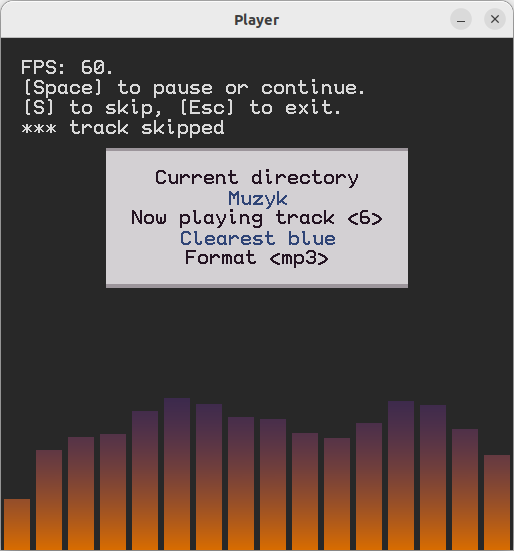 Player
FPS: 60.
[Space] to pause or continue.
[S] to skip, [Esc] to exit.
*** track skipped
Current directory
Muzyk
Now playing track <6>
Clearest blue
Format <mp3>